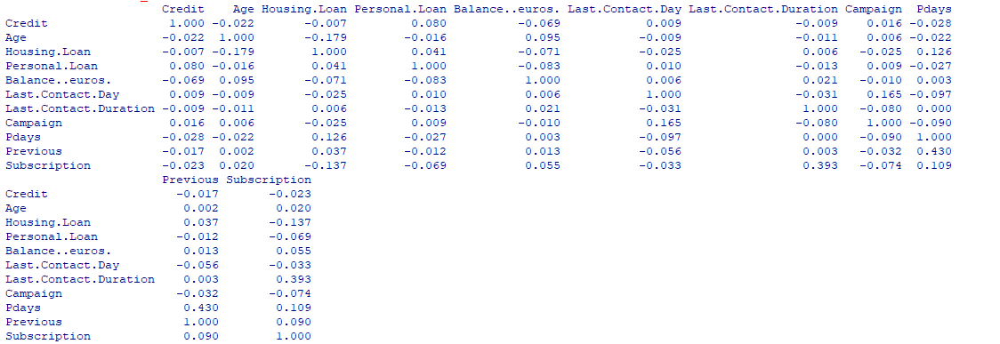 Credit Age Housing.Loan Personal.Loan Balance..euros. Last.Contact.Day Last.Contact.Duration Campaign Pdays
Credit 1.000 -0.022 -0.007 0.080 -0.069 0.009 -0.009 0.016 -0.028
Age -0.022 1.000 -0.179 -0.016 0.095 -0.009 -0.011 0.006 -0.022
Housing.Loan -0.007 -0.179 1.000 0.041 -0.071 -0.025 0.006 -0.025 0.126
Personal.Loan 0.080 -0.016 0.041 1.000 -0.083 0.010 -0.013 0.009 -0.027
Balance..euros. -0.069 0.095 -0.071 -0.083 1.000 0.006 0.021 -0.010 0.003
Last.Contact.Day 0.009 -0.009 -0.025 0.010 0.006 1.000 -0.031 0.165 -0.097
Last.Contact.Duration -0.009 -0.011 0.006 -0.013 0.021 -0.031 1.000 -0.080 0.000
Campaign 0.016 0.006 -0.025 0.009 -0.010 0.165 -0.080 1.000 -0.090
Pdays -0.028 -0.022 0.126 -0.027 0.003 -0.097 0.000 -0.090 1.000
Previous -0.017 0.002 0.037 -0.012 0.013 -0.056 0.003 -0.032 0.430
Subscription -0.023 0.020 -0.137 -0.069 0.055 -0.033 0.393 -0.074 0.109
Previous Subscription
Credit -0.017 -0.023
Age 0.002 0.020
Housing.Loan 0.037 -0.137
Personal.Loan -0.012 -0.069
Balance..euros. 0.013 0.055
Last.Contact.Day -0.056 -0.033
Last.Contact.Duration 0.003 0.393
Campaign -0.032 -0.074
Pdays 0.430 0.109
Previous 1.000 0.090
Subscription 0.090 1.000